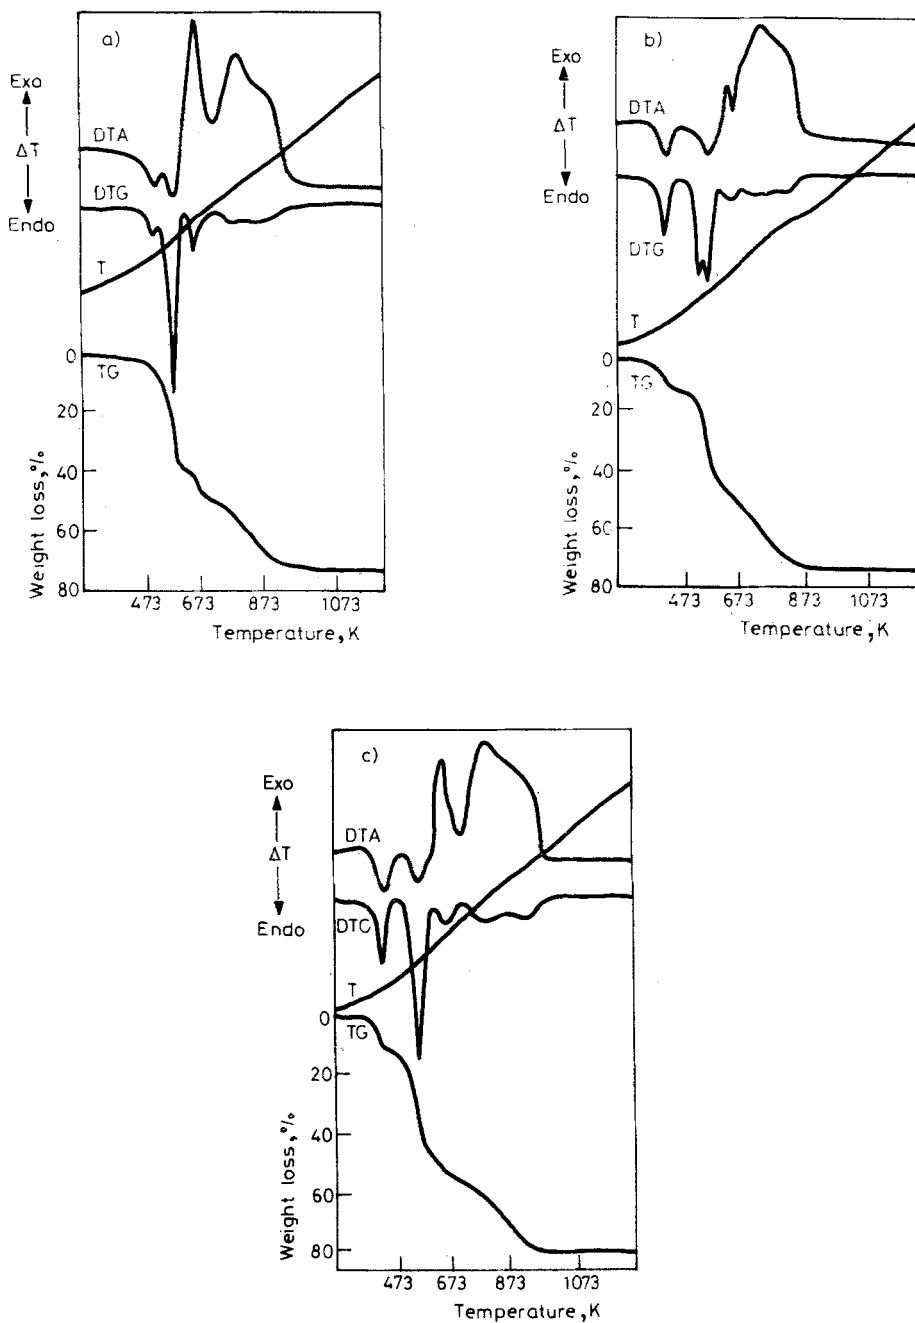 a)
Exo
ΔT
Endo
DTA
DTG
T
TG
0
20
40
60
80
Weight loss,%
473 673 873 1073
Temperature, K
b)
Exo
ΔT
Endo
DTA
DTG
T
TG
0
20
40
60
80
Weight loss,%
473 673 873 1073
Temperature, K
c)
Exo
ΔT
Endo
DTA
DTG
T
TG
0
20
40
60
80
Weight loss,%
473 673 873 1073
Temperature, K